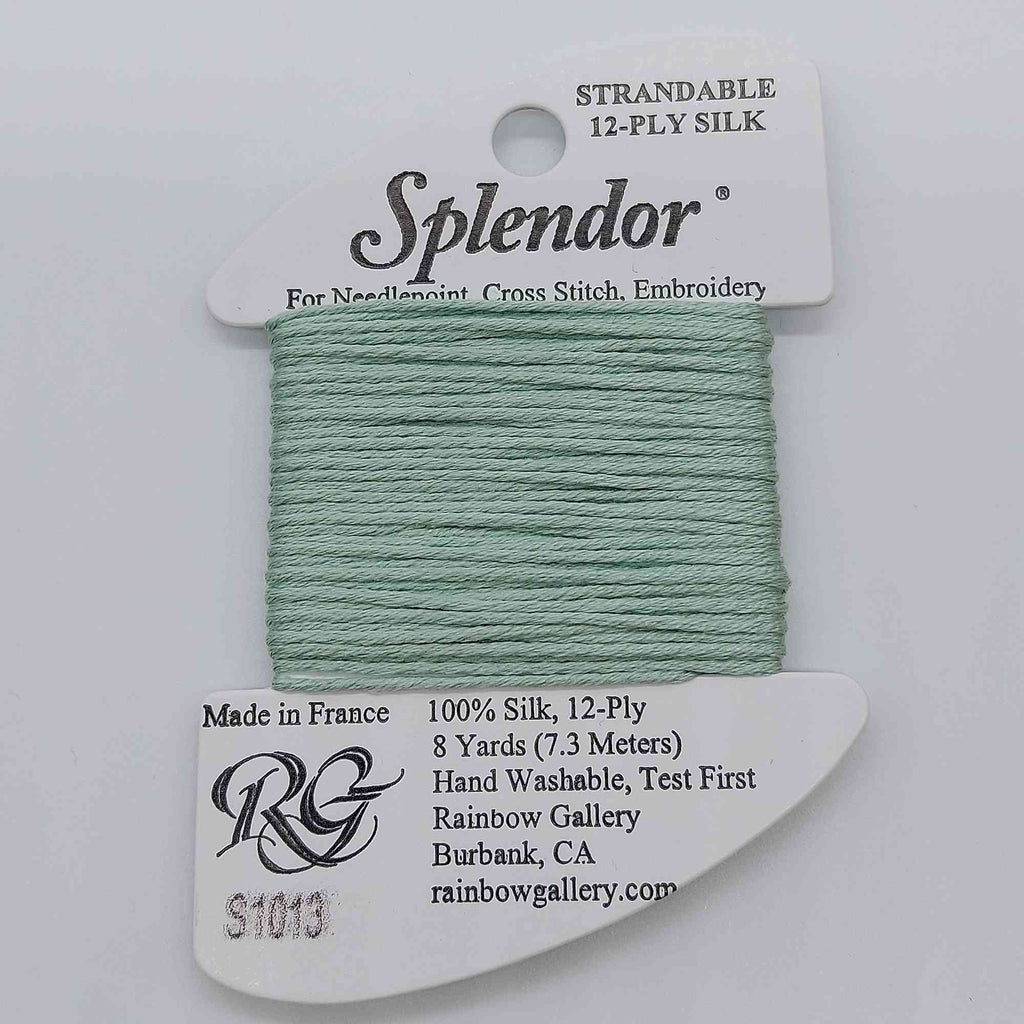 STRANDABLE
12-PLY SILK
Splendor®
For Needlepoint, Cross Stitch, Embroidery
Made in France
100% Silk, 12-Ply
8 Yards (7.3 Meters)
Hand Washable, Test First
Rainbow Gallery
Burbank, CA
rainbowgallery.com
RG
S1013